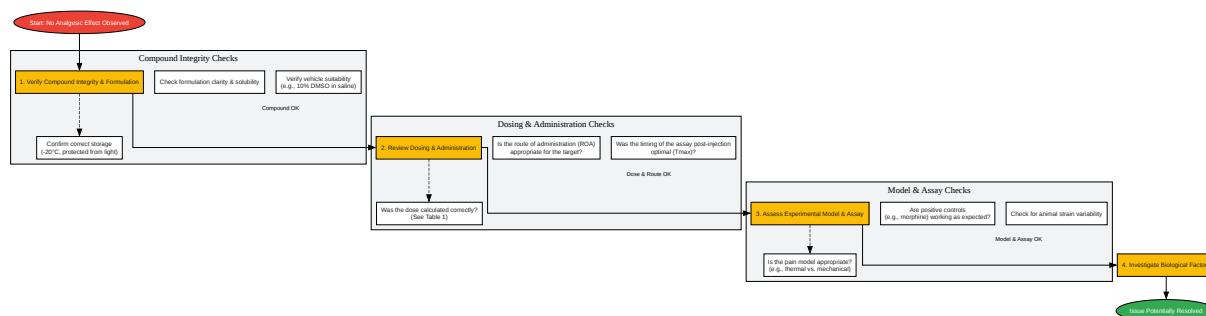 Start: No Analgesic Effect Observed
Compound Integrity Checks
1. Verify Compound Integrity & Formulation
Check formulation clarity & solubility
Verify vehicle suitability
(e.g., 10% DMSO in saline)
Compound OK
Confirm correct storage
(-20°C, protected from light)
Dosing & Administration Checks
2. Review Dosing & Administration
Is the route of administration (ROA)
appropriate for the target?
Was the timing of the assay post-injection
optimal (Tmax)?
Dose & Route OK
Was the dose calculated correctly?
(See Table 1)
Model & Assay Checks
3. Assess Experimental Model & Assay
Are positive controls
(e.g., morphine) working as expected?
Check for animal strain variability
Model & Assay OK
Is the pain model appropriate?
(e.g., thermal vs. mechanical)
4. Investigate Biological Factor
Issue Potentially Resolved